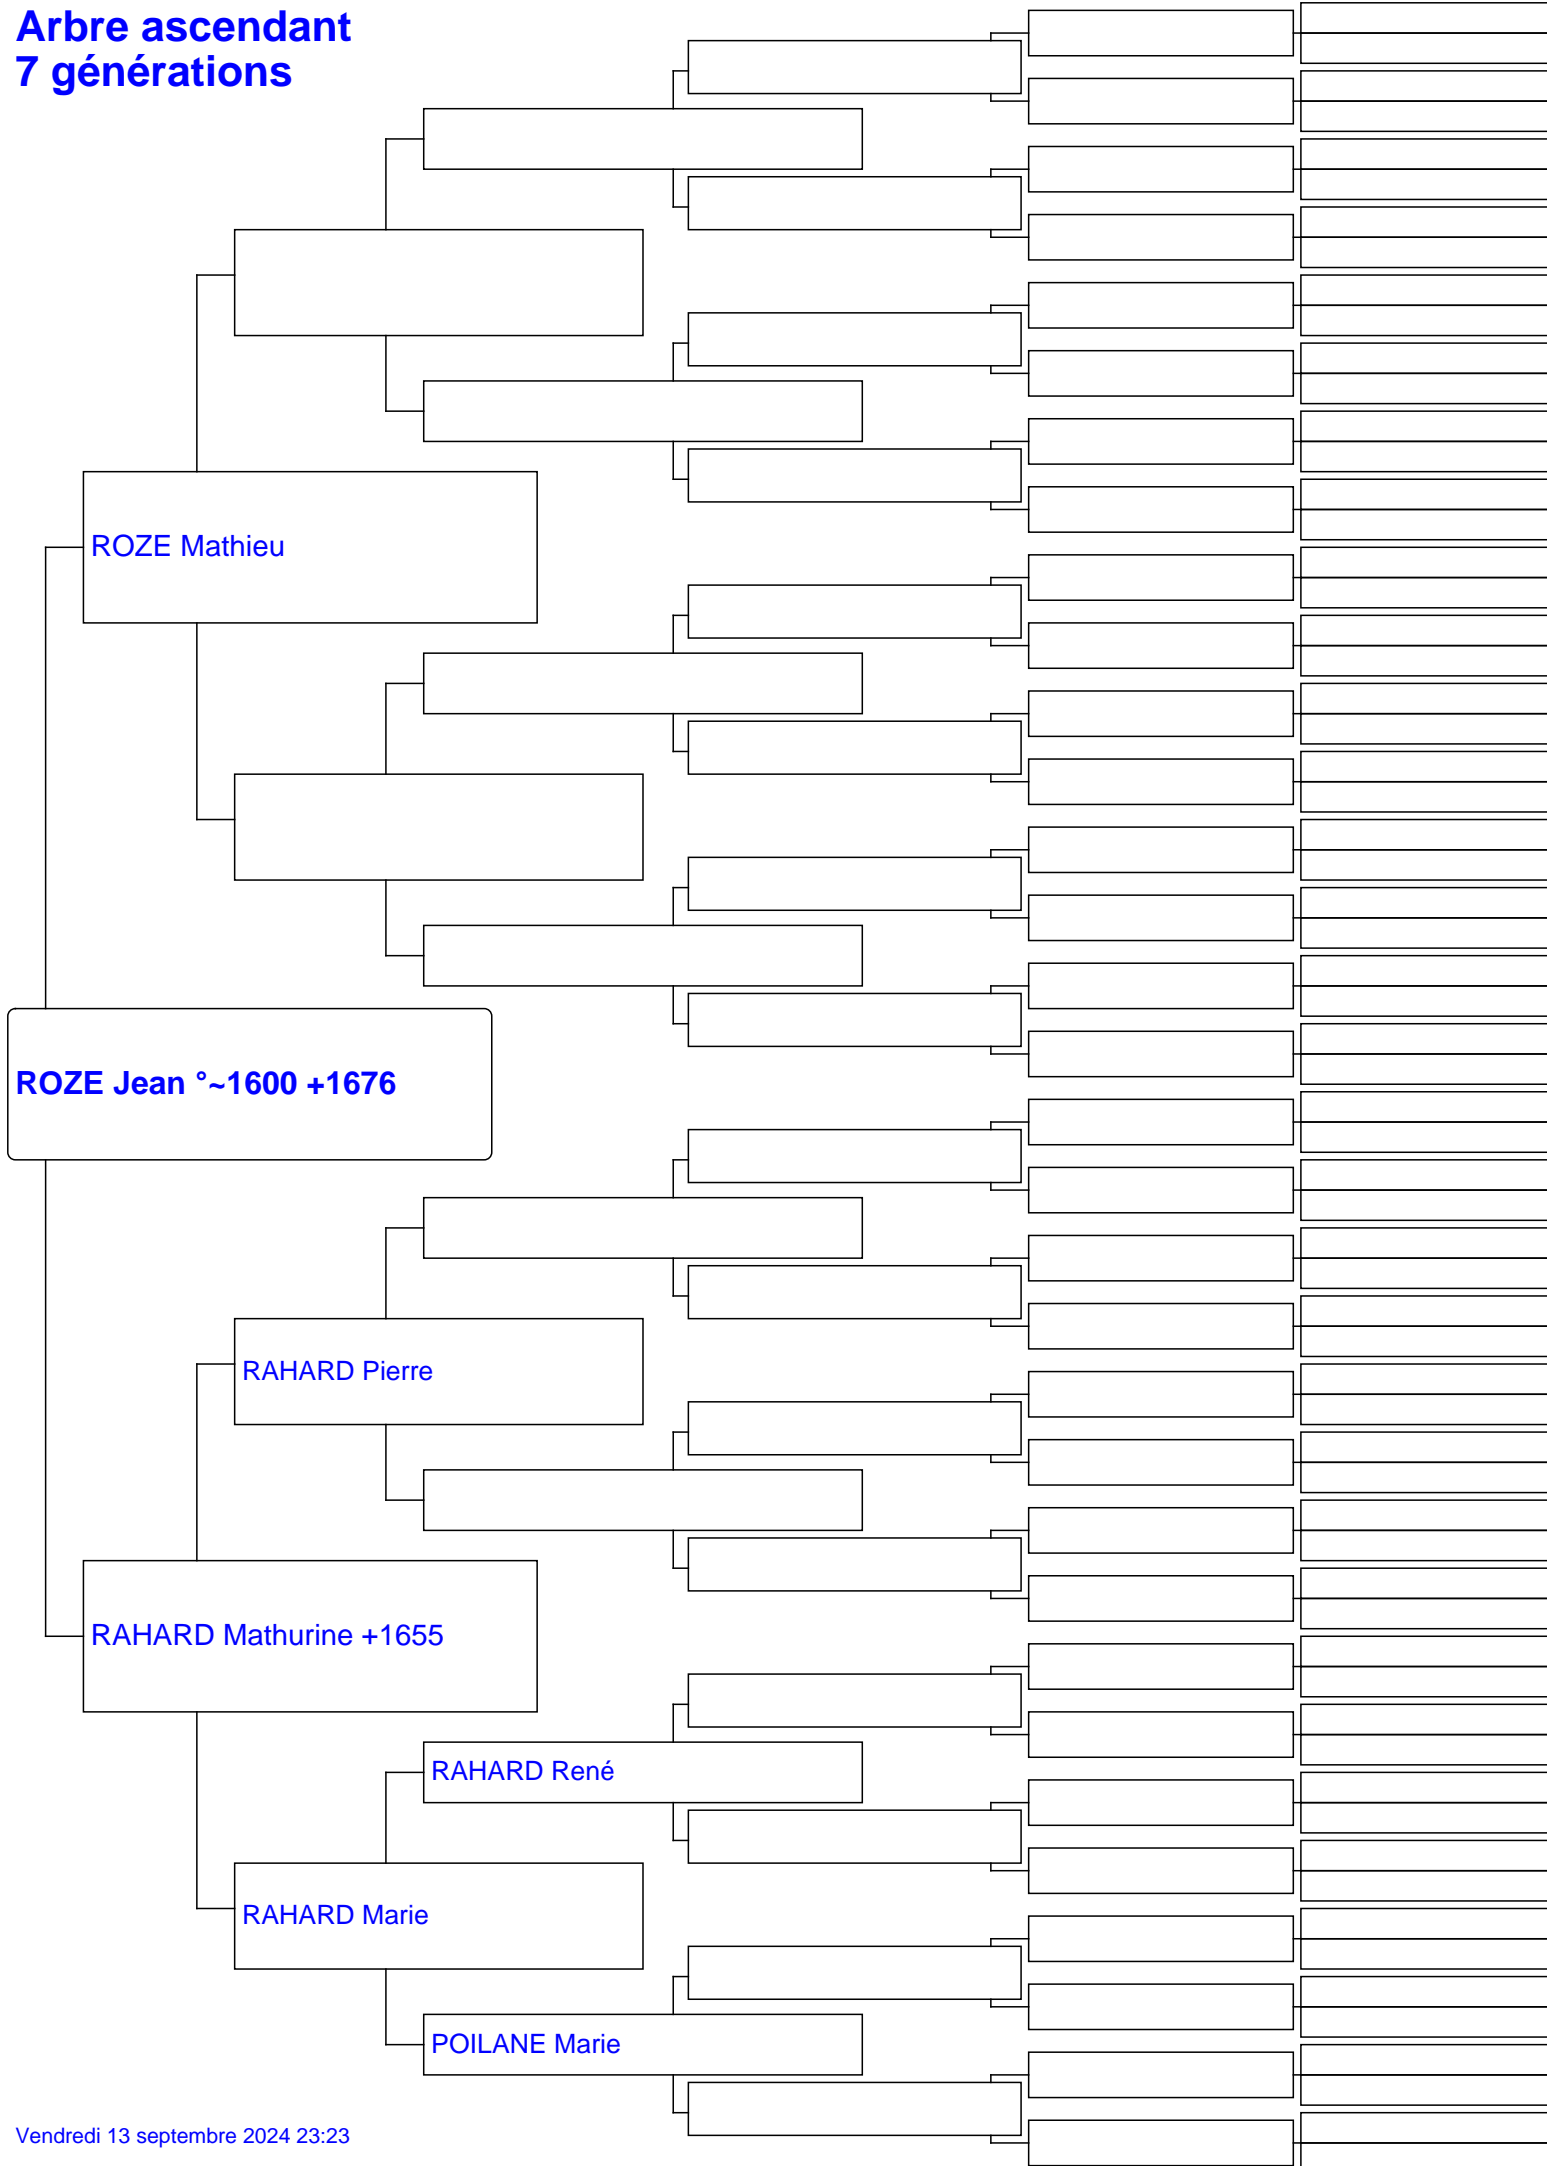 Arbre ascendant
7 générations
ROZE Mathieu
ROZE Jean °~1600 +1676
RAHARD Pierre
RAHARD Mathurine +1655
RAHARD René
RAHARD Marie
POILANE Marie
Vendredi 13 septembre 2024 23:23